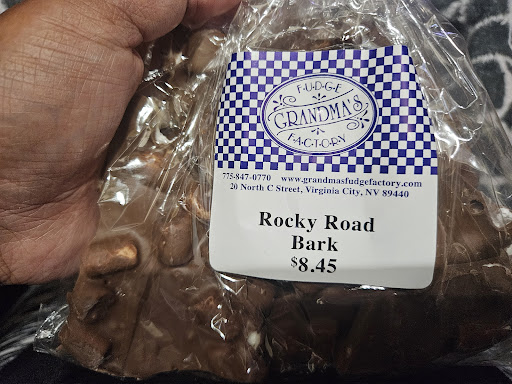 FUDGE
GRANDMA'S
FACTORY
775-847-0770 www.grandmasfudgefactory.com
20 North C Street, Virginia City, NV 89440
Rocky Road
Bark
$8.45